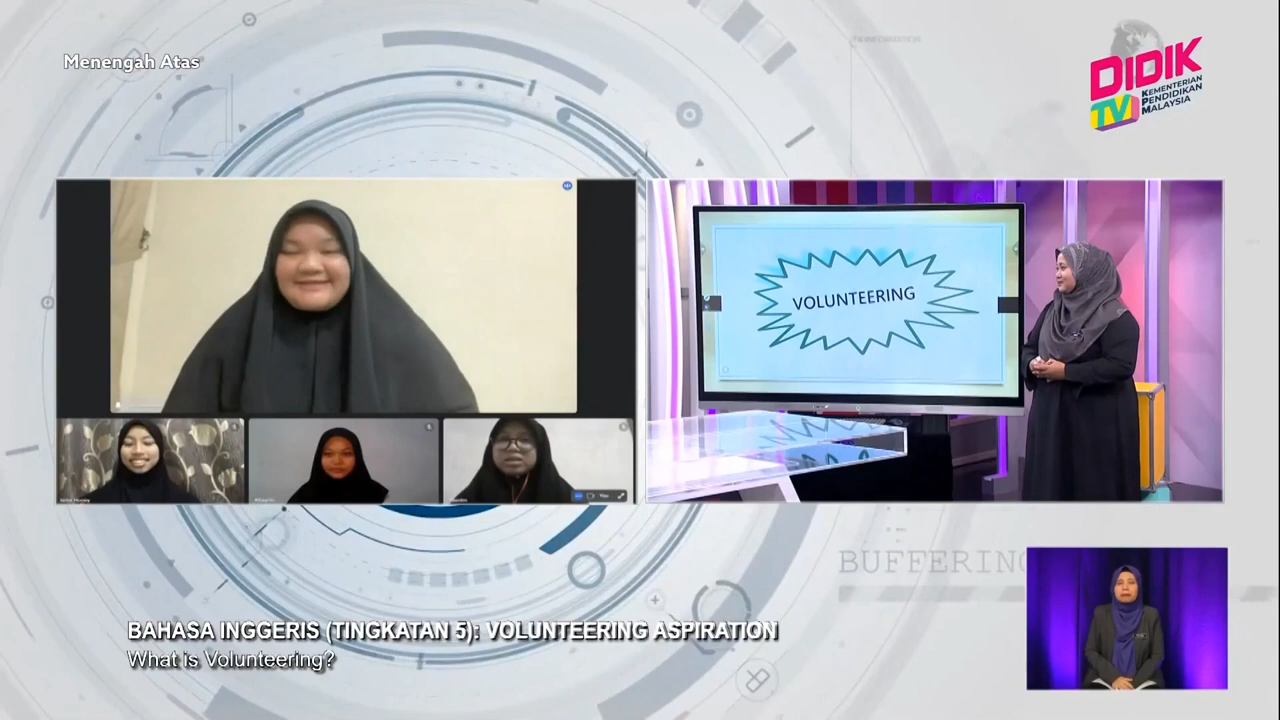 Menengah Atas
DIDIK
TV
KEMENTERIAN
PENDIDIKAN
MALAYSIA
VOLUNTEERING
BUFFERING
BAHASA INGGERIS (TINGKATAN 5): VOLUNTEERING ASPIRATION
What is Volunteering?